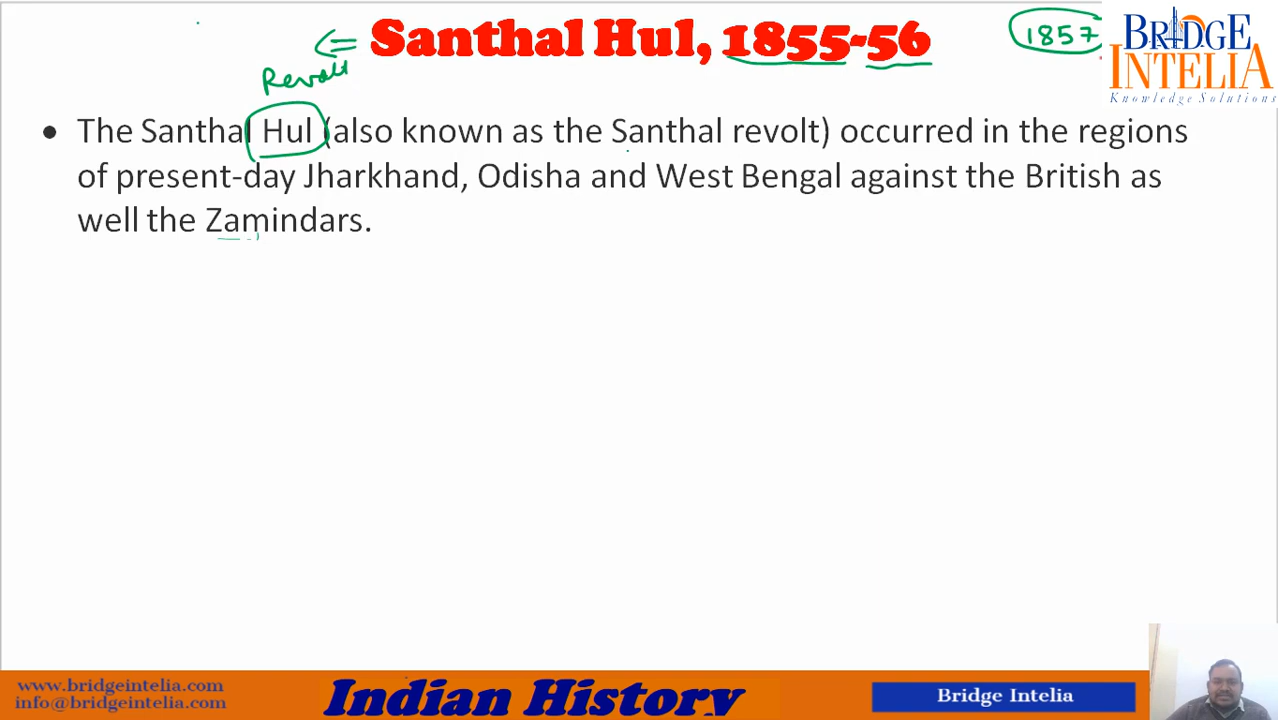 Santhal Hul, 1855-56
1857
BRIDGE
INTELIA
Knowledge Solutions
Revolt
• The Santhal Hul (also known as the Santhal revolt) occurred in the regions
of present-day Jharkhand, Odisha and West Bengal against the British as
well the Zamindars.
www.bridgeintelia.com
info@bridgeintelia.com
Indian History
Bridge Intelia